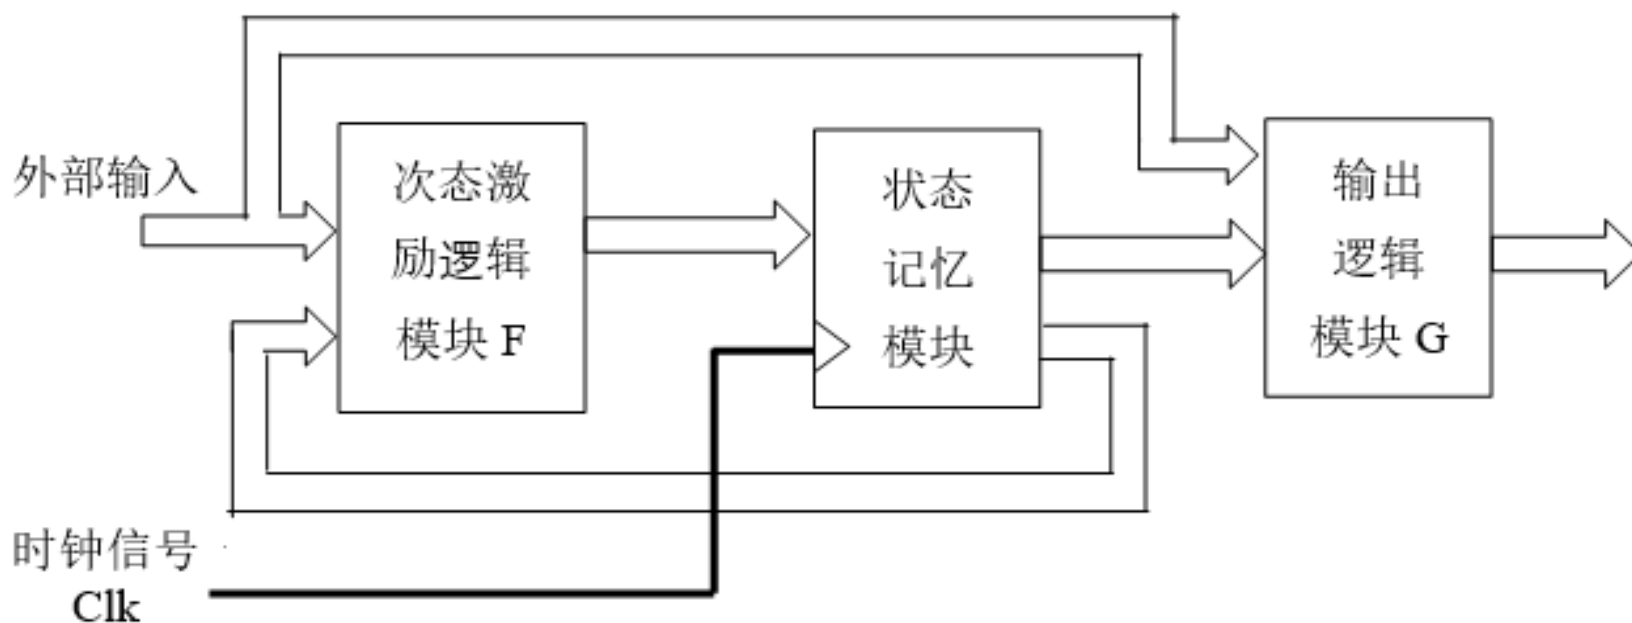 外部输入
次态激
励逻辑
模块 F
状态
记忆
模块
输出
逻辑
模块 G
时钟信号
Clk